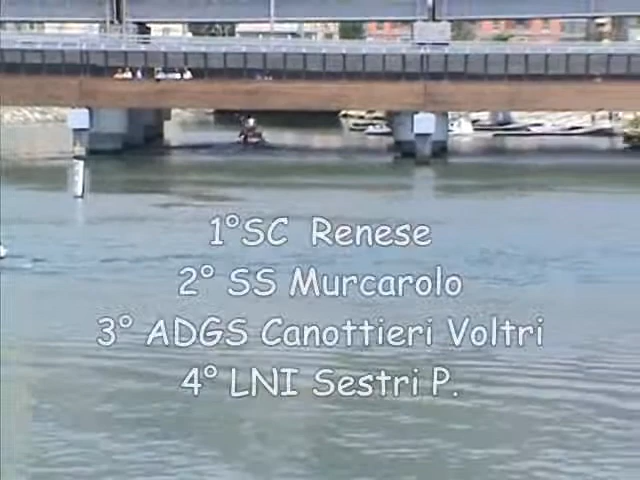 1°SC Renese
2° SS Murcarolo
3° ADGS Canottieri Voltri
4° LNI Sestri P.